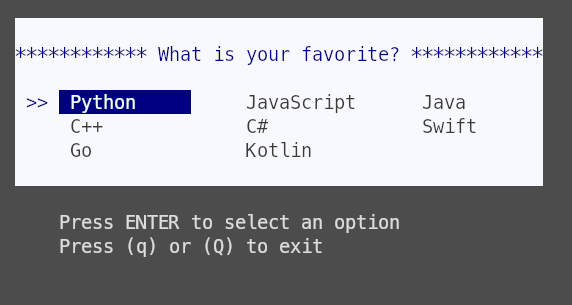 ************ What is your favorite? ************
>> Python JavaScript Java
C++ C# Swift
Go Kotlin
Press ENTER to select an option
Press (q) or (Q) to exit